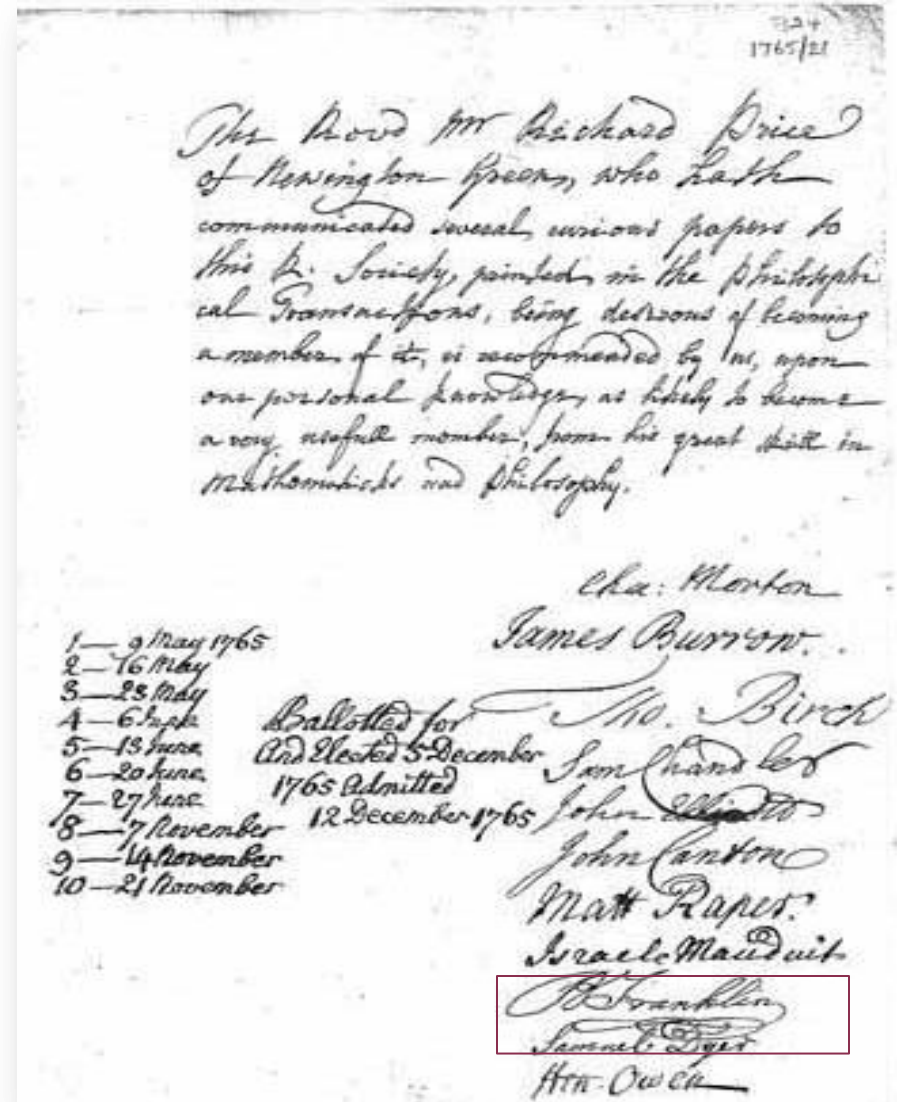 1765/21
The Revd Mr Richard Price
of Newington Green, who hath
communicated several curious papers to
this R. Society, printed in the Philosophi
cal Transactions, being desirous of becoming
a member of it, is recommended by us, upon
our personal knowledge, as likely to become
a very usefull member, from his great skill in
Mathematicks and Philosophy.
Cha: Morton
James Burrow.
1— 9 May 1765
2— 16 May
3— 23 May
4— 6 June
5— 13 June
6— 20 June
7— 27 June
8— 7 November
9— 14 November
10— 21 November
Ballotted for
And Elected 5 December
1765 Admitted
12 December 1765
Tho. Birch
Sam Chandler
John
John Canton
Matt Raper.
Israel Mauduit
B Franklin
Samuel Dyer
Hen. Owen